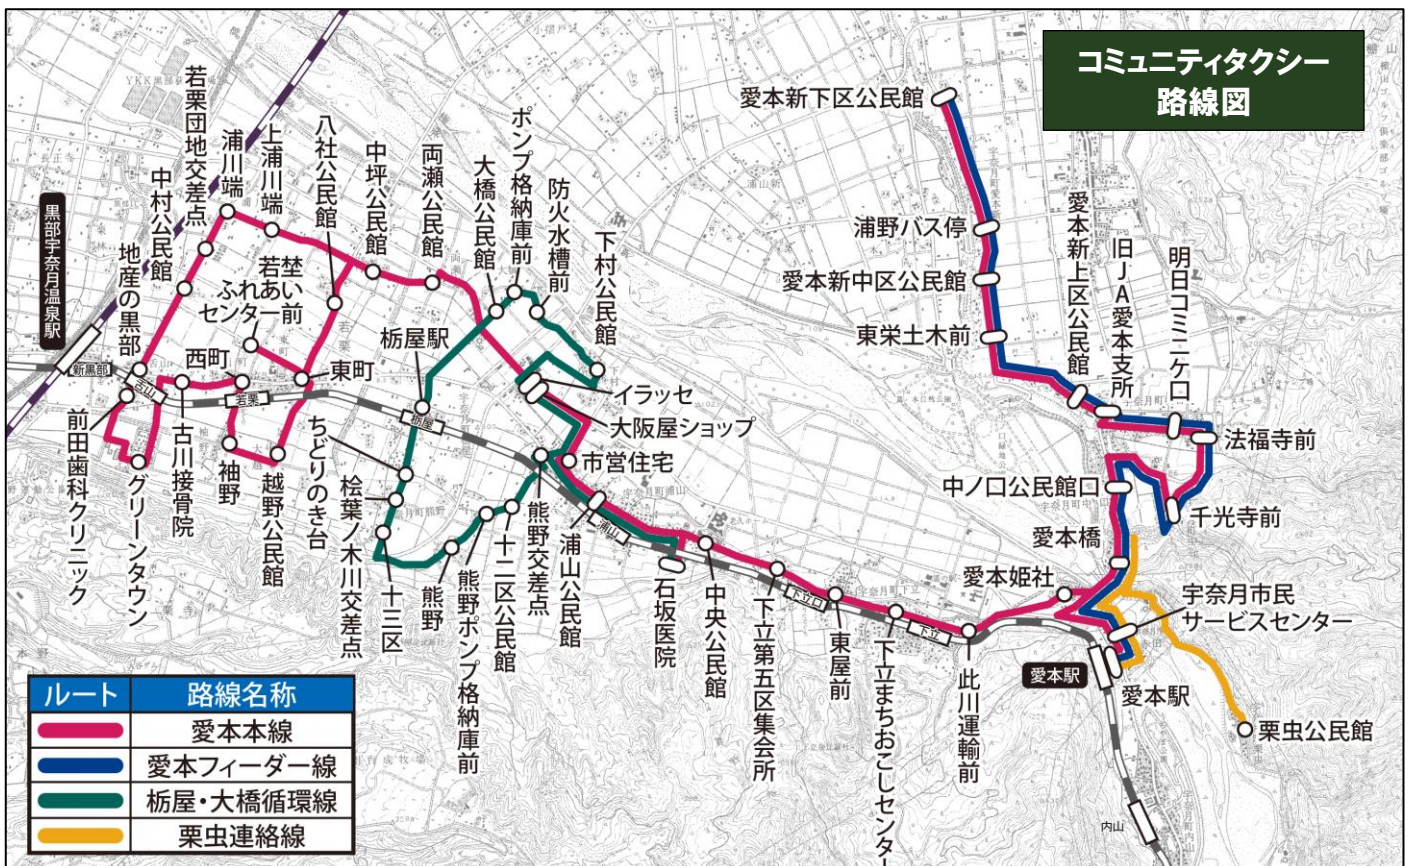 コミュニティタクシー
路線図
愛本新下区公民館
浦野バス停
愛本新中区公民館
東栄土木前
愛本新上区公民館
旧JA愛本支所
明日コミニケ口
法福寺前
千光寺前
中ノ口公民館口
愛本橋
愛本姫社
宇奈月市民
サービスセンター
愛本駅
愛本駅
栗虫公民館
内山
黒部宇奈月温泉駅
新黒部
舌山
若栗
栃屋
浦山
下立口
下立
地産の黒部
中村公民館
若栗団地交差点
浦川端
上浦川端
若埜
ふれあい
センター前
八社公民館
中坪公民館
両瀬公民館
大橋公民館
ポンプ格納庫前
防火水槽前
下村公民館
栃屋駅
西町
東町
イラッセ
大阪屋ショップ
市営住宅
前田歯科クリニック
グリーンタウン
古川接骨院
袖野
越野公民館
ちどりのき台
桧葉ノ木川交差点
十三区
熊野
熊野ポンプ格納庫前
十二区公民館
熊野交差点
浦山公民館
石坂医院
中央公民館
下立第五区集会所
東屋前
下立まちおこしセンター
此川運輸前
ルート 路線名称
愛本本線
愛本フィーダー線
栃屋・大橋循環線
栗虫連絡線